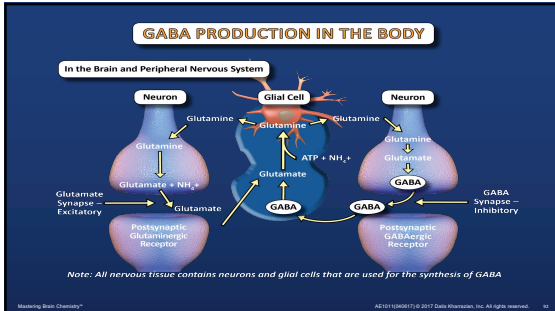 GABA PRODUCTION IN THE BODY
In the Brain and Peripheral Nervous System
Neuron
Glial Cell
Neuron
Glutamine
Glutamine
Glutamine
Glutamine
Glutamine
Glutamate
ATP + NH4+
Glutamate + NH4+
Glutamate
GABA
Glutamate
Synapse –
Excitatory
Glutamate
GABA
GABA
GABA
Synapse –
Inhibitory
Postsynaptic
Glutaminergic
Receptor
Postsynaptic
GABAergic
Receptor
Note: All nervous tissue contains neurons and glial cells that are used for the synthesis of GABA
Mastering Brain Chemistry™
AE1011(040617) © 2017 Datis Kharrazian, Inc. All rights reserved.